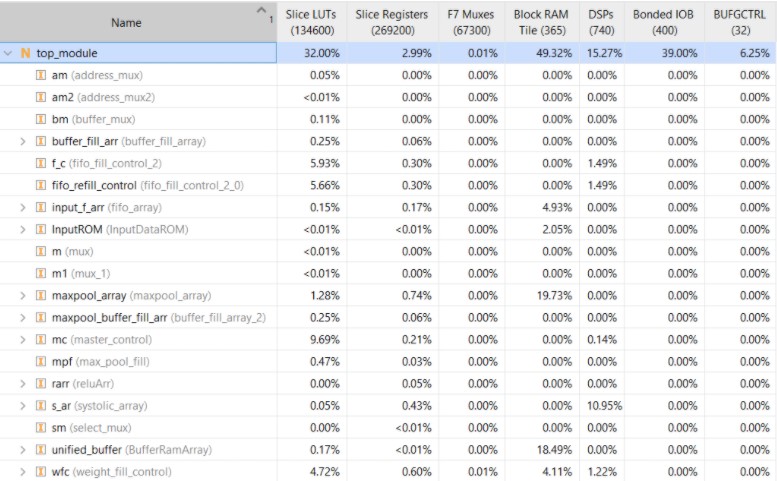 Name 1 Slice LUTs (134600) Slice Registers (269200) F7 Muxes (67300) Block RAM Tile (365) DSPs (740) Bonded IOB (400) BUFGCTRL (32)
N top_module 32.00% 2.99% 0.01% 49.32% 15.27% 39.00% 6.25%
am (address_mux) 0.05% 0.00% 0.00% 0.00% 0.00% 0.00% 0.00%
am2 (address_mux2) <0.01% 0.00% 0.00% 0.00% 0.00% 0.00% 0.00%
bm (buffer_mux) 0.11% 0.00% 0.00% 0.00% 0.00% 0.00% 0.00%
buffer_fill_arr (buffer_fill_array) 0.25% 0.06% 0.00% 0.00% 0.00% 0.00% 0.00%
f_c (fifo_fill_control_2) 5.93% 0.30% 0.00% 0.00% 1.49% 0.00% 0.00%
fifo_refill_control (fifo_fill_control_2_0) 5.66% 0.30% 0.00% 0.00% 1.49% 0.00% 0.00%
input_f_arr (fifo_array) 0.15% 0.17% 0.00% 4.93% 0.00% 0.00% 0.00%
InputROM (InputDataROM) <0.01% <0.01% 0.00% 2.05% 0.00% 0.00% 0.00%
m (mux) <0.01% 0.00% 0.00% 0.00% 0.00% 0.00% 0.00%
m1 (mux_1) <0.01% 0.00% 0.00% 0.00% 0.00% 0.00% 0.00%
maxpool_array (maxpool_array) 1.28% 0.74% 0.00% 19.73% 0.00% 0.00% 0.00%
maxpool_buffer_fill_arr (buffer_fill_array_2) 0.25% 0.06% 0.00% 0.00% 0.00% 0.00% 0.00%
mc (master_control) 9.69% 0.21% 0.00% 0.00% 0.14% 0.00% 0.00%
mpf (max_pool_fill) 0.47% 0.03% 0.00% 0.00% 0.00% 0.00% 0.00%
rarr (reluArr) 0.00% 0.05% 0.00% 0.00% 0.00% 0.00% 0.00%
s_ar (systolic_array) 0.05% 0.43% 0.00% 0.00% 10.95% 0.00% 0.00%
sm (select_mux) 0.00% <0.01% 0.00% 0.00% 0.00% 0.00% 0.00%
unified_buffer (BufferRamArray) 0.17% <0.01% 0.00% 18.49% 0.00% 0.00% 0.00%
wfc (weight_fill_control) 4.72% 0.60% 0.01% 4.11% 1.22% 0.00% 0.00%